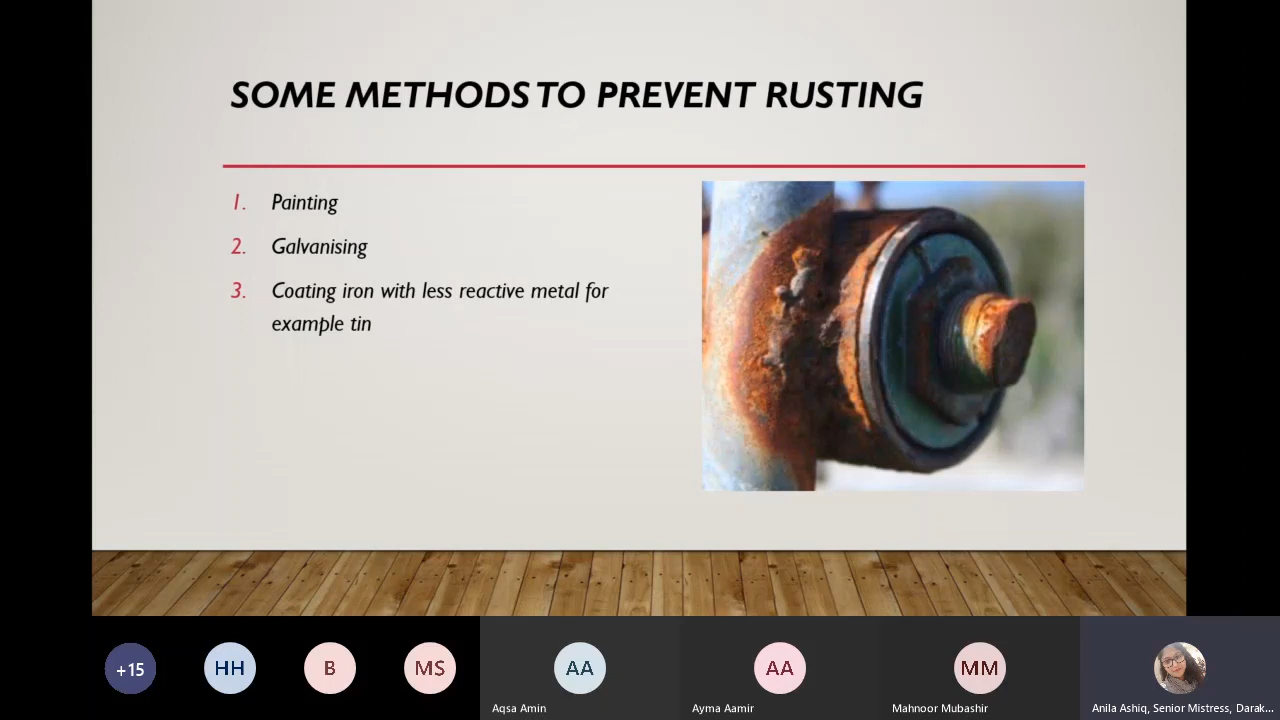 SOME METHODS TO PREVENT RUSTING
1. Painting
2. Galvanising
3. Coating iron with less reactive metal for
example tin
+15
HH
B
MS
AA
AA
MM
Aqsa Amin
Ayma Aamir
Mahnoor Mubashir
Anila Ashiq, Senior Mistress, Darak...